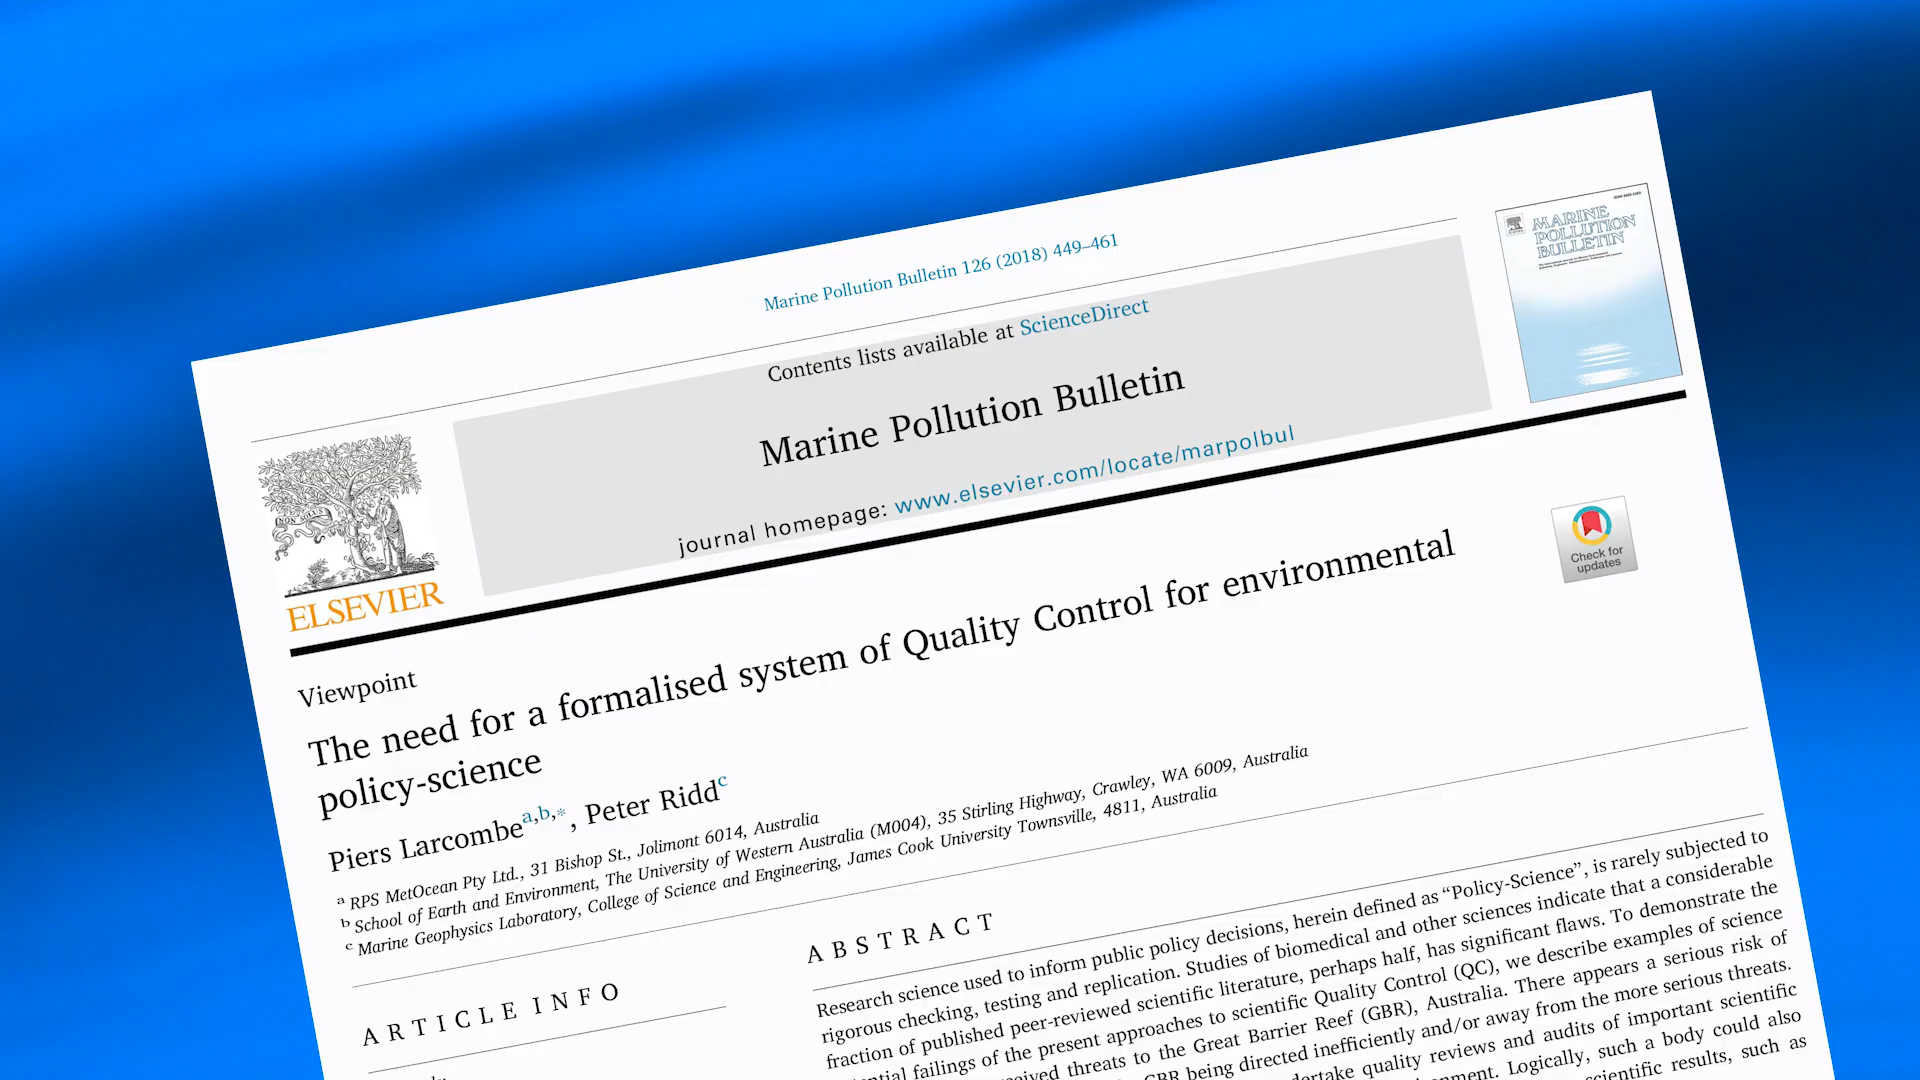 Marine Pollution Bulletin 126 (2018) 449–461
Contents lists available at ScienceDirect
Marine Pollution Bulletin
journal homepage: www.elsevier.com/locate/marpolbul
MARINE
POLLUTION
BULLETIN
NON SOLUS
ELSEVIER
Check for
updates
Viewpoint
The need for a formalised system of Quality Control for environmental
policy-science
Piers Larcombe a,b,*, Peter Ridd c
a RPS MetOcean Pty Ltd., 31 Bishop St., Jolimont 6014, Australia
b School of Earth and Environment, The University of Western Australia (M004), 35 Stirling Highway, Crawley, WA 6009, Australia
c Marine Geophysics Laboratory, College of Science and Engineering, James Cook University Townsville, 4811, Australia
ARTICLE INFO
ABSTRACT
Research science used to inform public policy decisions, herein defined as “Policy-Science”, is rarely subjected to
rigorous checking, testing and replication. Studies of biomedical and other sciences indicate that a considerable
fraction of published peer-reviewed scientific literature, perhaps half, has significant flaws. To demonstrate the
failings of the present approaches to scientific Quality Control (QC), we describe examples of science
threats to the Great Barrier Reef (GBR), Australia. There appears a serious risk of
GBR being directed inefficiently and/or away from the more serious threats.
quality reviews and audits of important scientific
Logically, such a body could also
results, such as